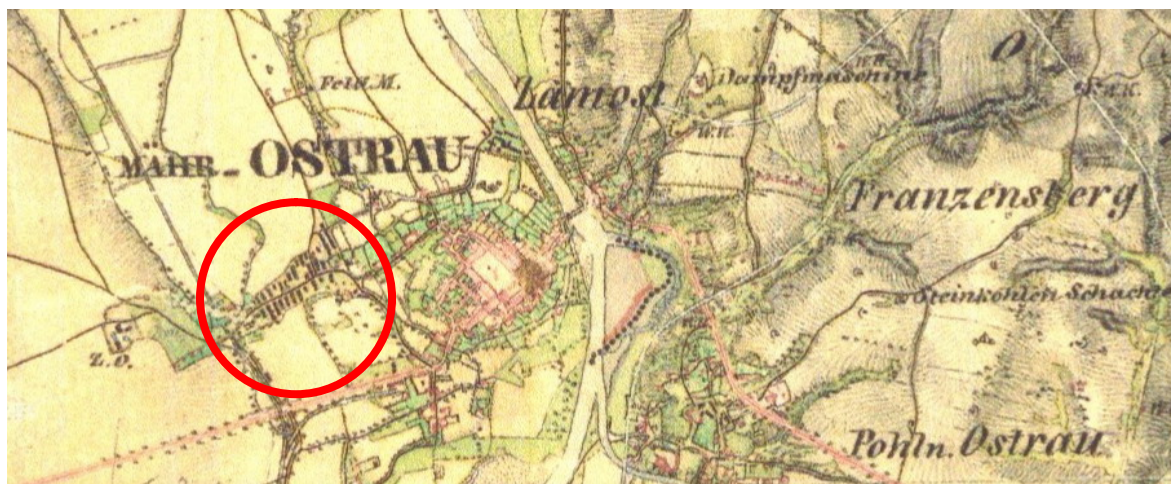 O
Dampfmaschine
Zamost
Feld M.
W.H.
MÄHR. - OSTRAU
Franzensberg
Steinkohlen Schacht
Z.O.
Pohln. Ostrau